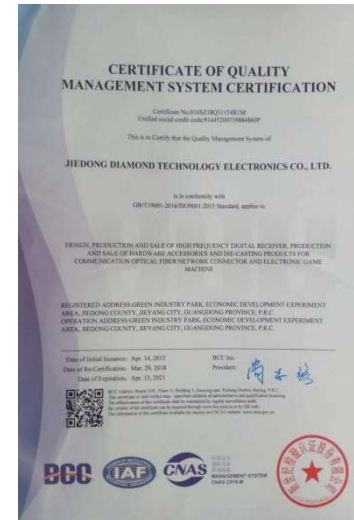 CERTIFICATE OF QUALITY
MANAGEMENT SYSTEM CERTIFICATION
This is to Certify that the Quality Management System of
JIEDONG DIAMOND TECHNOLOGY ELECTRONICS CO., LTD.
is in conformity with
GB/T19001-2016/ISO9001:2015 Standard, applies to
DESIGN, PRODUCTION AND SALE OF HIGH FREQUENCY DIGITAL RECEIVER, PRODUCTION
AND SALE OF HARDWARE ACCESSORIES AND DIE-CASTING PRODUCTS FOR
COMMUNICATION OPTICAL FIBER NETWORK CONNECTOR AND ELECTRONIC GAME
MACHINE
REGISTERED ADDRESS:GREEN INDUSTRY PARK, ECONOMIC DEVELOPMENT EXPERIMENT
AREA, JIEDONG COUNTY, JIEYANG CITY, GUANGDONG PROVINCE, P.R.C.
OPERATION ADDRESS:GREEN INDUSTRY PARK, ECONOMIC DEVELOPMENT EXPERIMENT
AREA, JIEDONG COUNTY, JIEYANG CITY, GUANGDONG PROVINCE, P.R.C.
Date of Initial Issuance: Apr. 14, 2015
BCC Inc.
Date of Re-Certification: Mar. 29, 2018
President:
Date of Expiration: Apr. 13, 2021
BCC
IAF
CNAS
MANAGEMENT SYSTEM